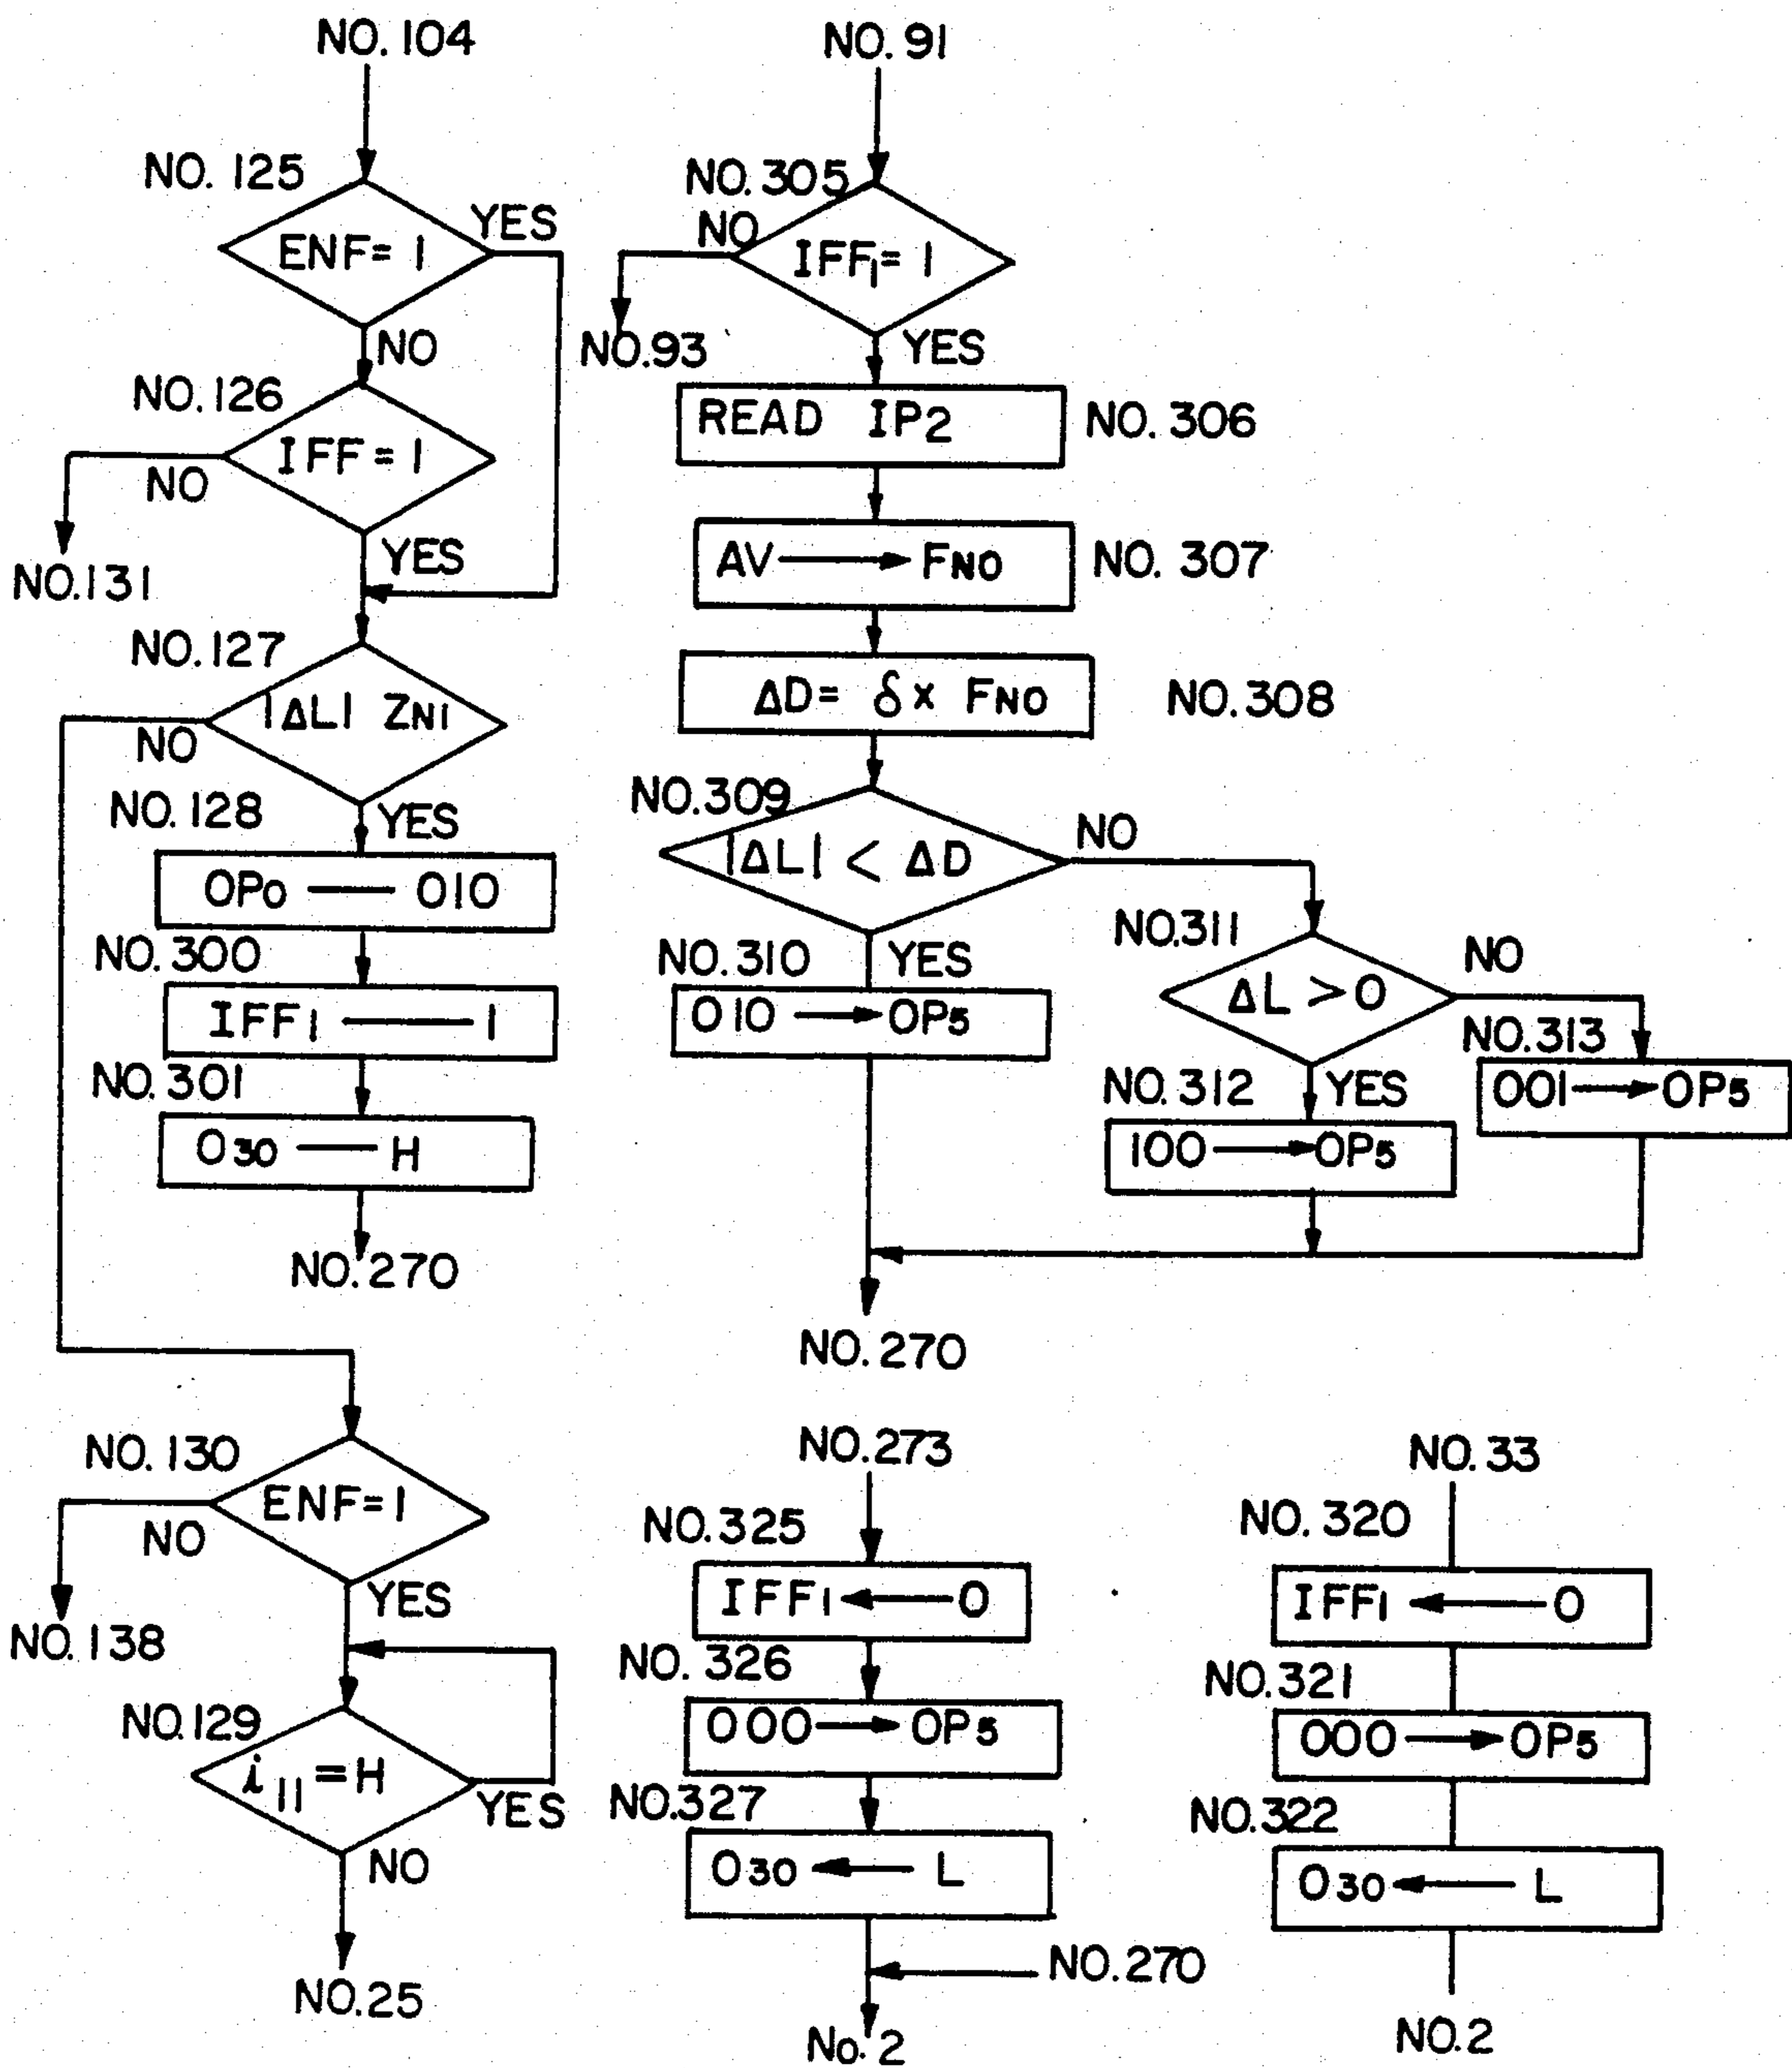 NO. 104
NO. 125
ENF= 1
YES
NO
NO. 126
IFF = 1
NO
NO.131
YES
NO. 127
|ΔL| ZN1
NO
NO. 128
YES
OPo —— 010
NO. 300
IFF1 —— 1
NO. 301
O30 —— H
NO. 270
NO. 130
ENF=1
NO
NO. 138
YES
NO.129
i11 = H
YES
NO
NO.25
NO. 91
NO. 305
NO
IFF1= 1
NO.93
YES
READ IP2
NO. 306
AV → FNO
NO. 307
ΔD= δ x FNO
NO. 308
NO.309
|ΔL| < ΔD
NO
NO.310
YES
010 → OP5
NO.311
ΔL > 0
NO
NO.313
001 → OP5
NO.312
YES
100 → OP5
NO. 270
NO.273
NO.325
IFF1 ← 0
NO. 326
000 → OP5
NO.327
O30 ← L
NO.270
No. 2
NO. 33
NO. 320
IFF1 ← 0
NO.321
000 → OP5
NO.322
O30 ← L
NO.2